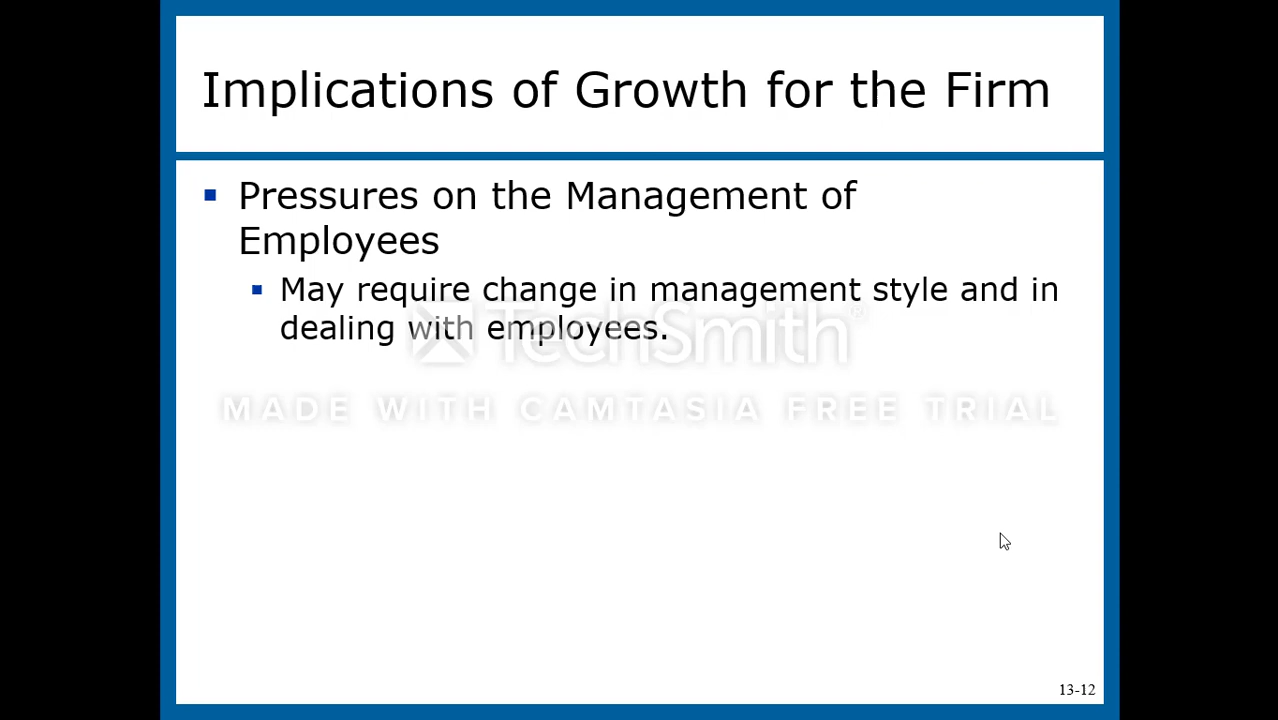 Implications of Growth for the Firm
Pressures on the Management of
Employees
May require change in management style and in
dealing with employees.
TechSmith®
MADE WITH CAMTASIA FREE TRIAL
13-12